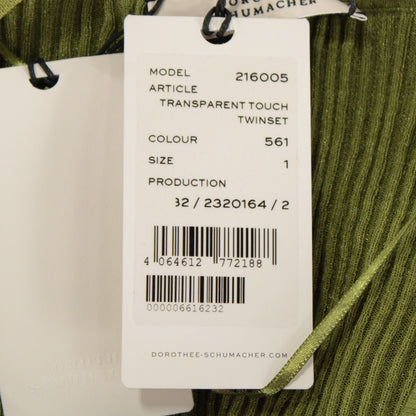 SCHUMACHER
MODEL 216005
ARTICLE
TRANSPARENT TOUCH
TWINSET
COLOUR 561
SIZE 1
PRODUCTION
32 / 2320164 / 2
4 064612 772188
000006616232
DOROTHEE-SCHUMACHER.COM